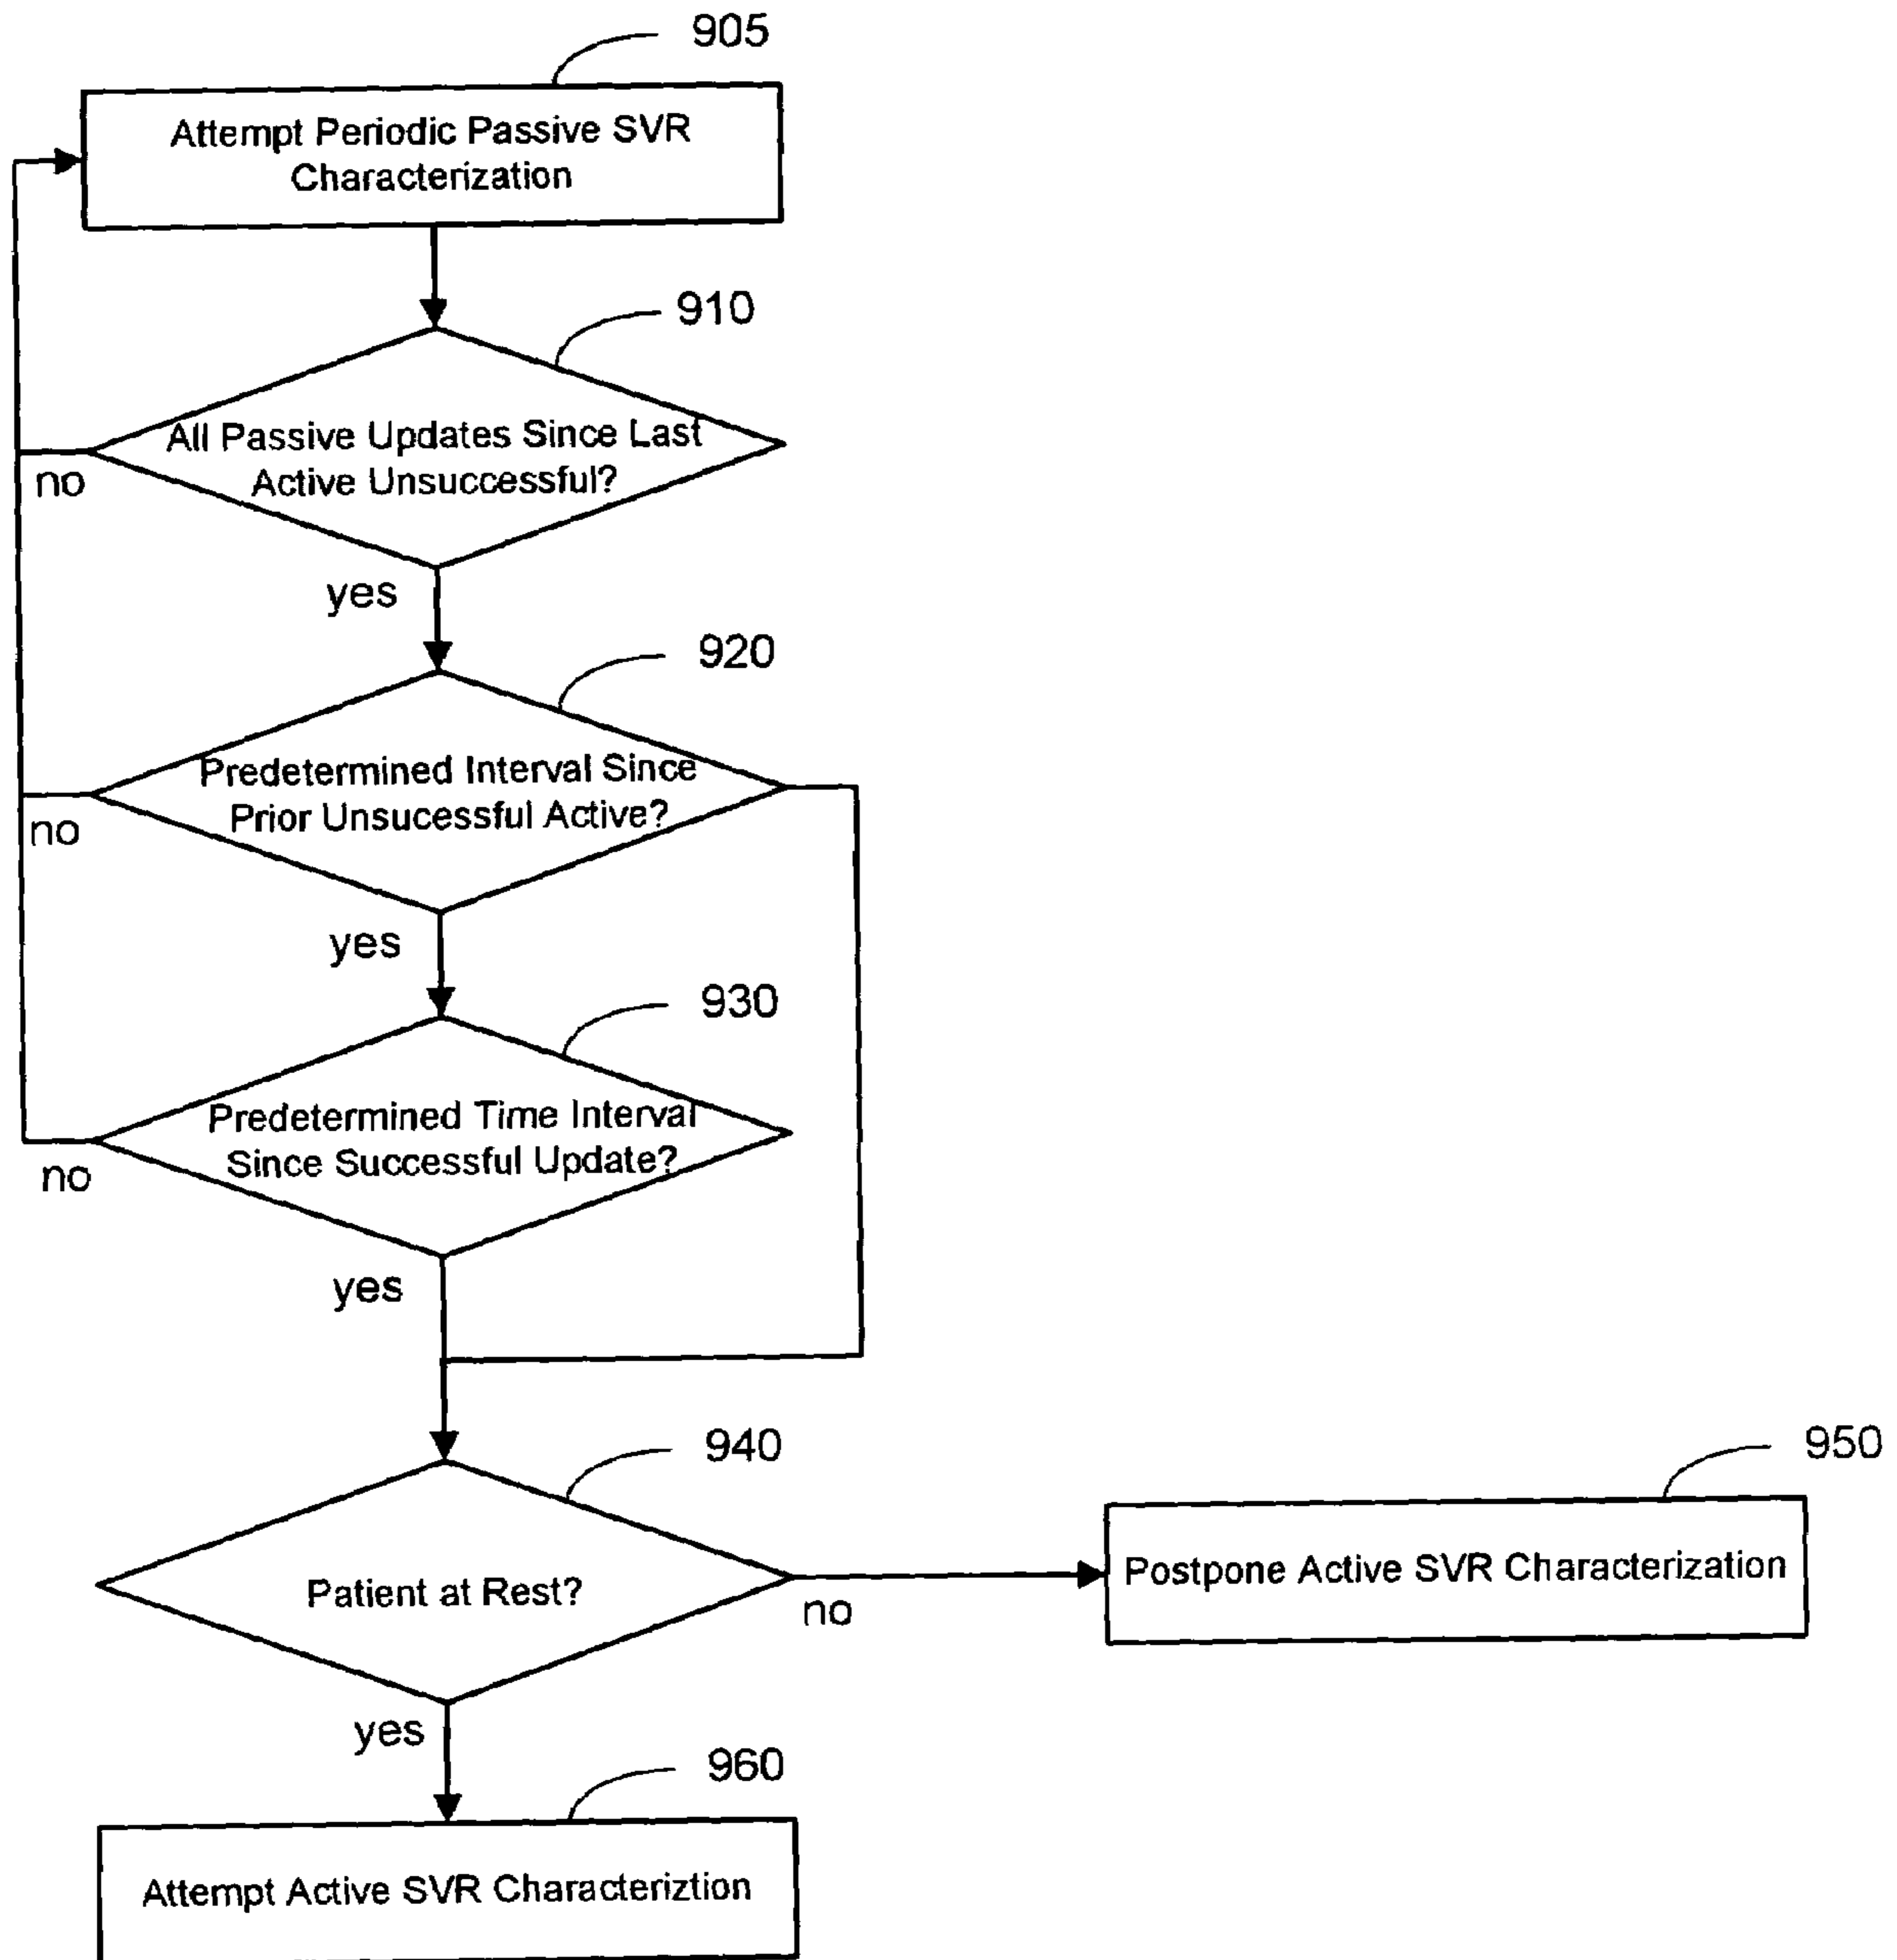 905
Attempt Periodic Passive SVR
Characterization
910
All Passive Updates Since Last
Active Unsuccessful?
no
yes
920
Predetermined Interval Since
Prior Unsucessful Active?
no
yes
930
Predetermined Time Interval
Since Successful Update?
no
yes
940
Patient at Rest?
no
950
Postpone Active SVR Characterization
yes
960
Attempt Active SVR Characteriztion